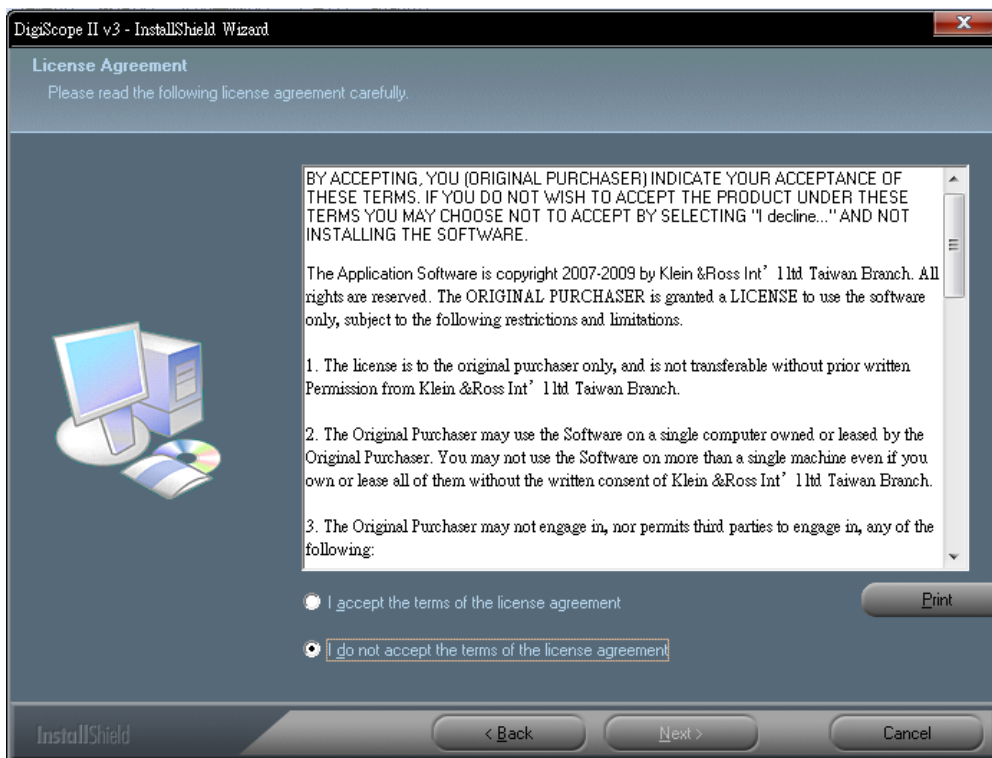 DigiScope II v3 - InstallShield Wizard
License Agreement
Please read the following license agreement carefully.
BY ACCEPTING, YOU (ORIGINAL PURCHASER) INDICATE YOUR ACCEPTANCE OF
THESE TERMS. IF YOU DO NOT WISH TO ACCEPT THE PRODUCT UNDER THESE
TERMS YOU MAY CHOOSE NOT TO ACCEPT BY SELECTING "I decline..." AND NOT
INSTALLING THE SOFTWARE.
The Application Software is copyright 2007-2009 by Klein &Ross Int’ l ltd Taiwan Branch. All
rights are reserved. The ORIGINAL PURCHASER is granted a LICENSE to use the software
only, subject to the following restrictions and limitations.
1. The license is to the original purchaser only, and is not transferable without prior written
Permission from Klein &Ross Int’ l ltd Taiwan Branch.
2. The Original Purchaser may use the Software on a single computer owned or leased by the
Original Purchaser. You may not use the Software on more than a single machine even if you
own or lease all of them without the written consent of Klein &Ross Int’ l ltd Taiwan Branch.
3. The Original Purchaser may not engage in, nor permits third parties to engage in, any of the
following:
I accept the terms of the license agreement
Print
I do not accept the terms of the license agreement
InstallShield
< Back
Next >
Cancel